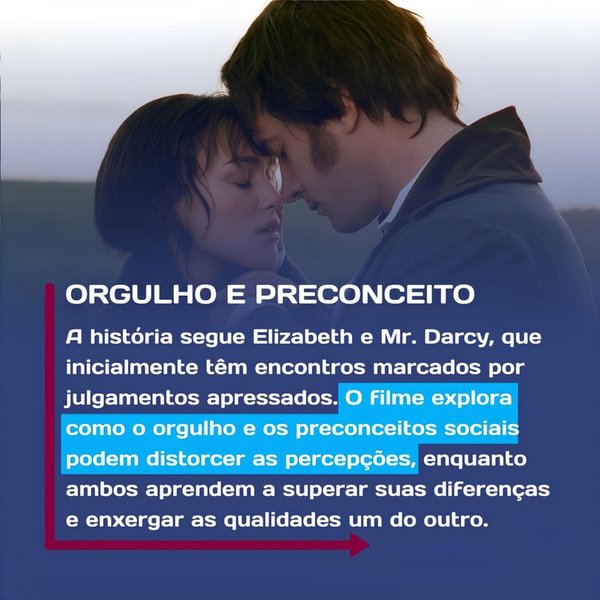 ORGULHO E PRECONCEITO
A história segue Elizabeth e Mr. Darcy, que
inicialmente têm encontros marcados por
julgamentos apressados. O filme explora
como o orgulho e os preconceitos sociais
podem distorcer as percepções, enquanto
ambos aprendem a superar suas diferenças
e enxergar as qualidades um do outro.